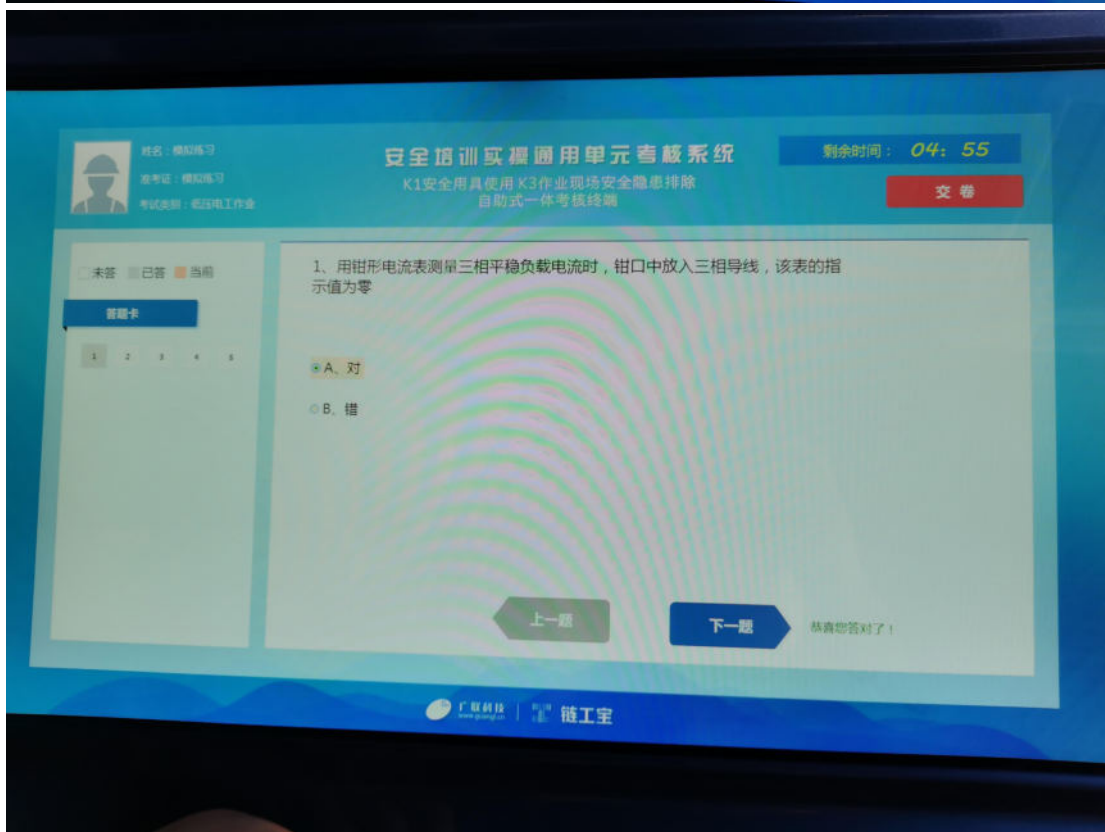 姓名：模拟练习
准考证：模拟练习
考试类别：低压电工作业
安全培训实操通用单元考核系统
K1安全用具使用 K3作业现场安全隐患排除
自助式一体考核终端
剩余时间： 04: 55
交卷
未答 已答 当前
答题卡
1 2 3 4 5
1、用钳形电流表测量三相平稳负载电流时，钳口中放入三相导线，该表的指
示值为零
A、对
B、错
上一题
下一题
恭喜您答对了！
广联科技
链工宝